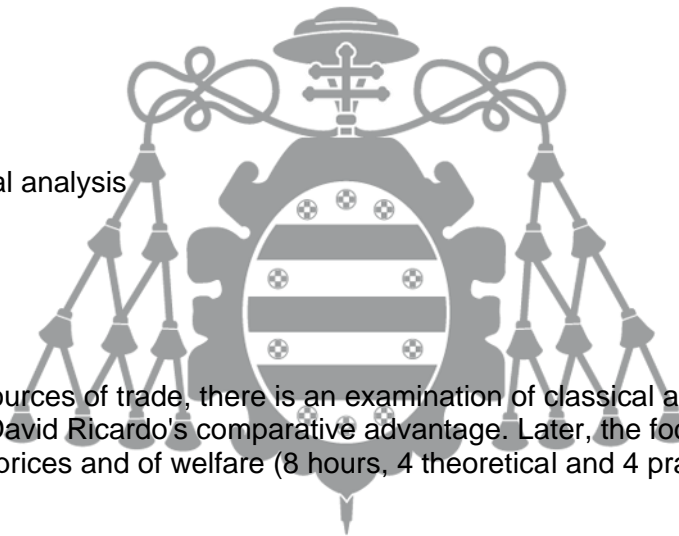 al analysis
ources of trade, there is an examination of classical a
David Ricardo's comparative advantage. Later, the foc
prices and of welfare (8 hours, 4 theoretical and 4 pra